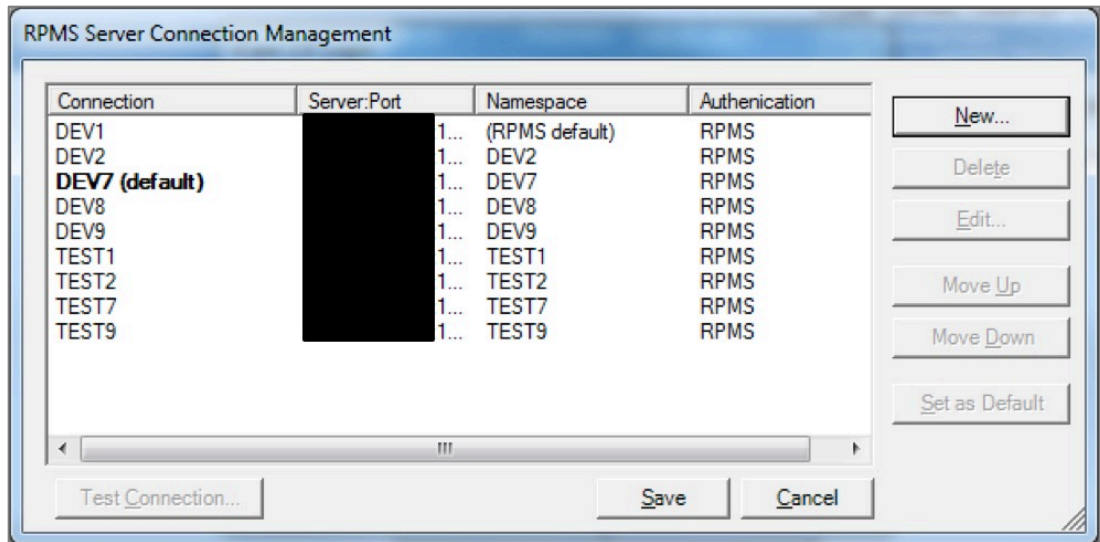 RPMS Server Connection Management
Connection Server:Port Namespace Authenication
DEV1 1... (RPMS default) RPMS
DEV2 1... DEV2 RPMS
DEV7 (default) 1... DEV7 RPMS
DEV8 1... DEV8 RPMS
DEV9 1... DEV9 RPMS
TEST1 1... TEST1 RPMS
TEST2 1... TEST2 RPMS
TEST7 1... TEST7 RPMS
TEST9 1... TEST9 RPMS
New...
Delete
Edit...
Move Up
Move Down
Set as Default
Test Connection... Save Cancel